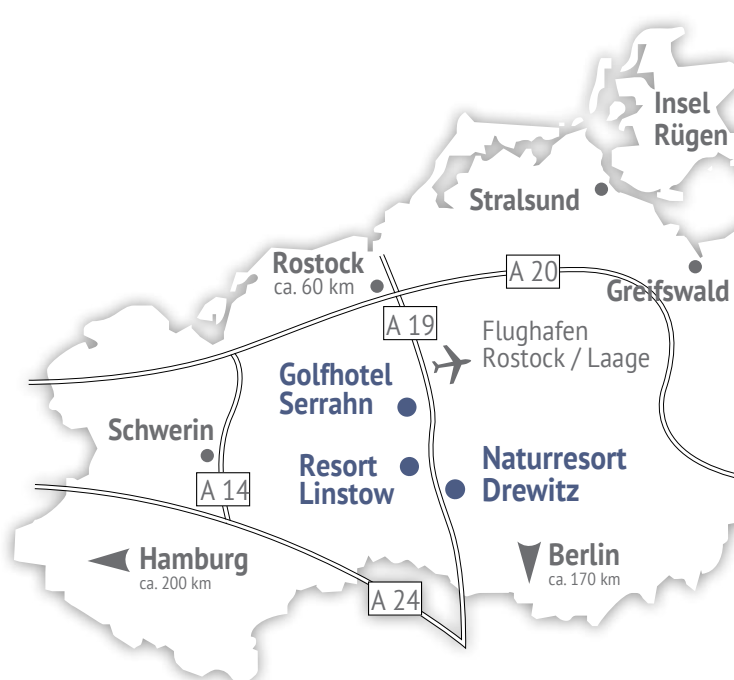 Insel
Rügen
Stralsund
Rostock
ca. 60 km
A 20
Greifswald
A 19
Flughafen
Rostock / Laage
Golfhotel
Serrahn
Schwerin
Resort
Linstow
Naturresort
Drewitz
A 14
Hamburg
ca. 200 km
Berlin
ca. 170 km
A 24